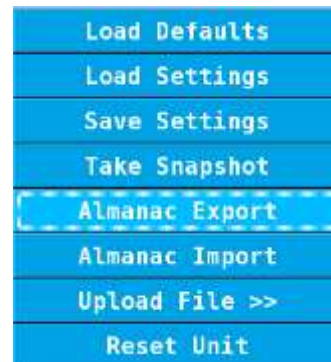 Load Defaults
Load Settings
Save Settings
Take Snapshot
Almanac Export
Almanac Import
Upload File >>
Reset Unit